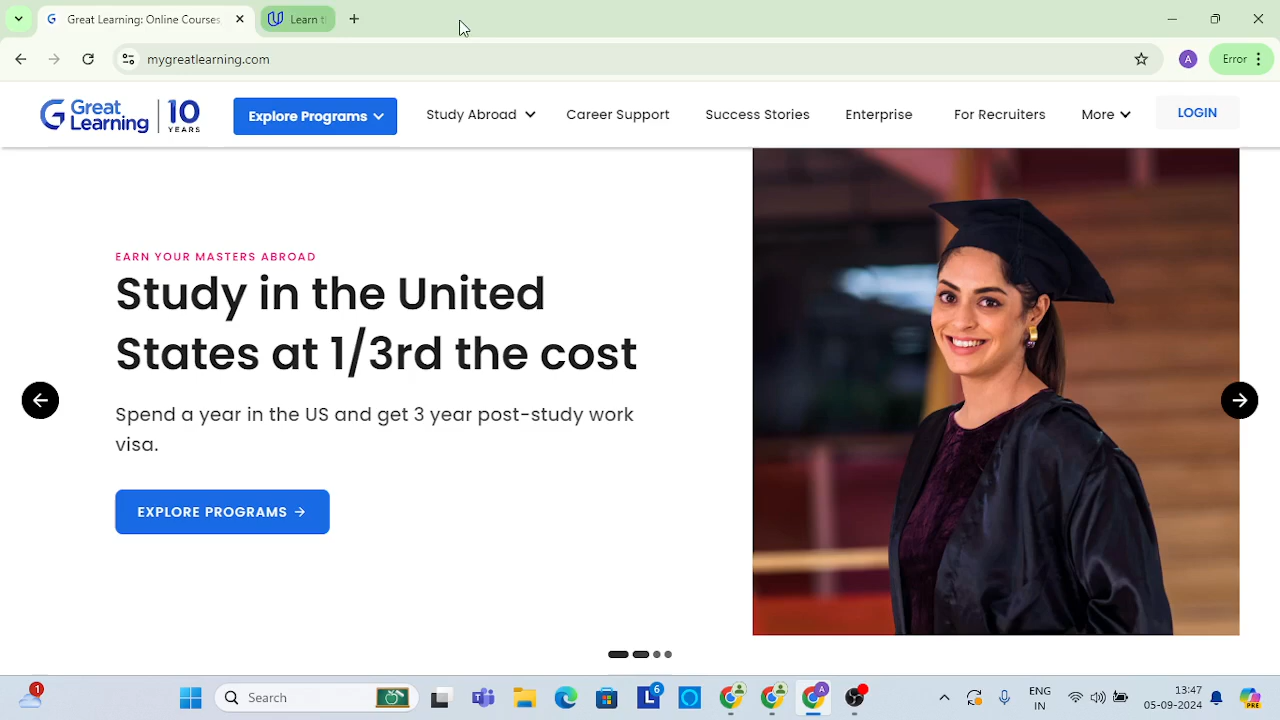 Great Learning: Online Courses
Learn t
mygreatlearning.com
A
Error
Great
Learning
10
YEARS
Explore Programs
Study Abroad
Career Support
Success Stories
Enterprise
For Recruiters
More
LOGIN
EARN YOUR MASTERS ABROAD
Study in the United
States at 1/3rd the cost
Spend a year in the US and get 3 year post-study work
visa.
EXPLORE PROGRAMS →
1
Search
6
ENG
IN
13:47
05-09-2024
PRE